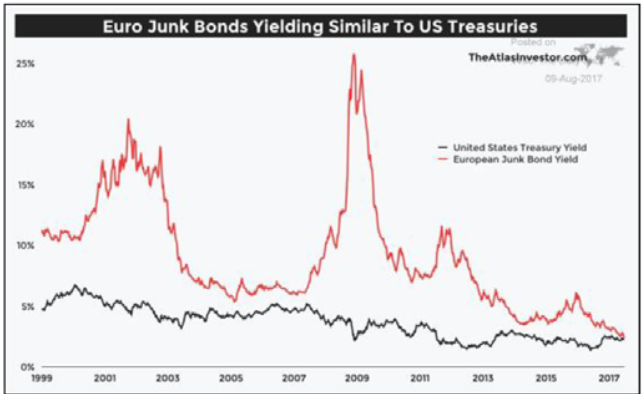 Euro Junk Bonds Yielding Similar To US Treasuries
Posted on
TheAtlasInvestor.com
09-Aug-2017
25%
United States Treasury Yield
European Junk Bond Yield
20%
15%
10%
5%
0%
1999 2001 2003 2005 2007 2009 2011 2013 2015 2017